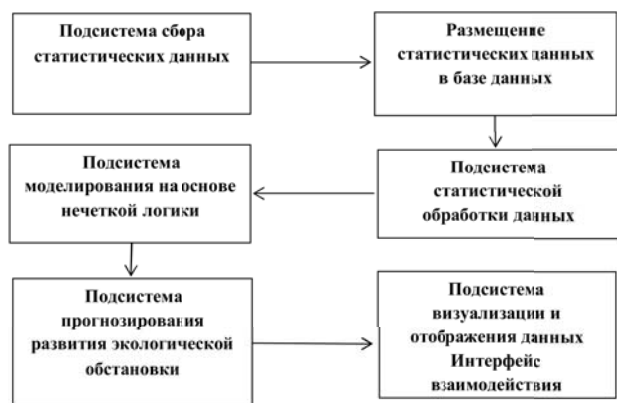 Подсистема сбора
статистических данных
Размещение
статистических данных
в базе данных
Подсистема
статистической
обработки данных
Подсистема
моделирования на основе
нечеткой логики
Подсистема
прогнозирования
развития экологической
обстановки
Подсистема
визуализации и
отображения данных
Интерфейс
взаимодействия